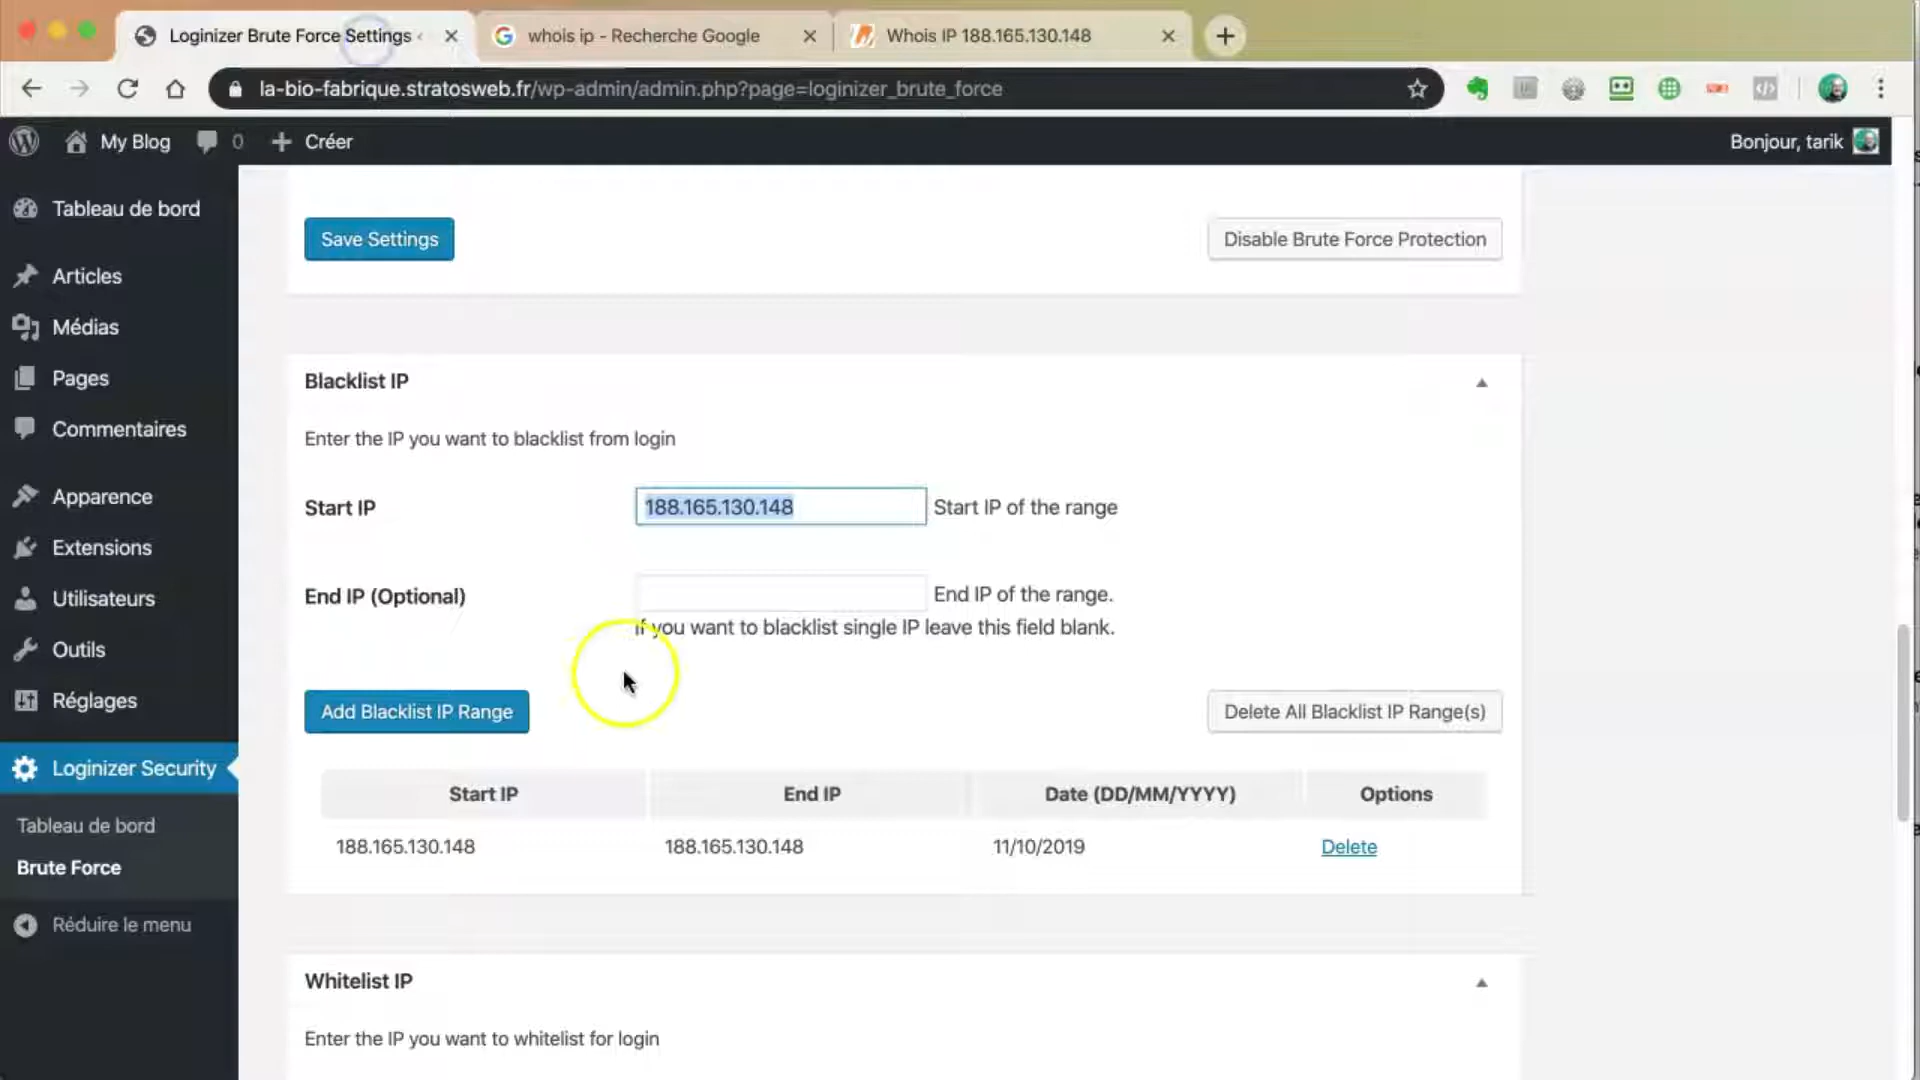 Loginizer Brute Force Settings
whois ip - Recherche Google
Whois IP 188.165.130.148
la-bio-fabrique.stratosweb.fr/wp-admin/admin.php?page=loginizer_brute_force
My Blog
0
Créer
Bonjour, tarik
Tableau de bord
Articles
Médias
Pages
Commentaires
Apparence
Extensions
Utilisateurs
Outils
Réglages
Loginizer Security
Tableau de bord
Brute Force
Réduire le menu
Save Settings
Disable Brute Force Protection
Blacklist IP
Enter the IP you want to blacklist from login
Start IP
188.165.130.148
Start IP of the range
End IP (Optional)
End IP of the range.
If you want to blacklist single IP leave this field blank.
Add Blacklist IP Range
Delete All Blacklist IP Range(s)
Start IP End IP Date (DD/MM/YYYY) Options
188.165.130.148 188.165.130.148 11/10/2019 Delete
Whitelist IP
Enter the IP you want to whitelist for login